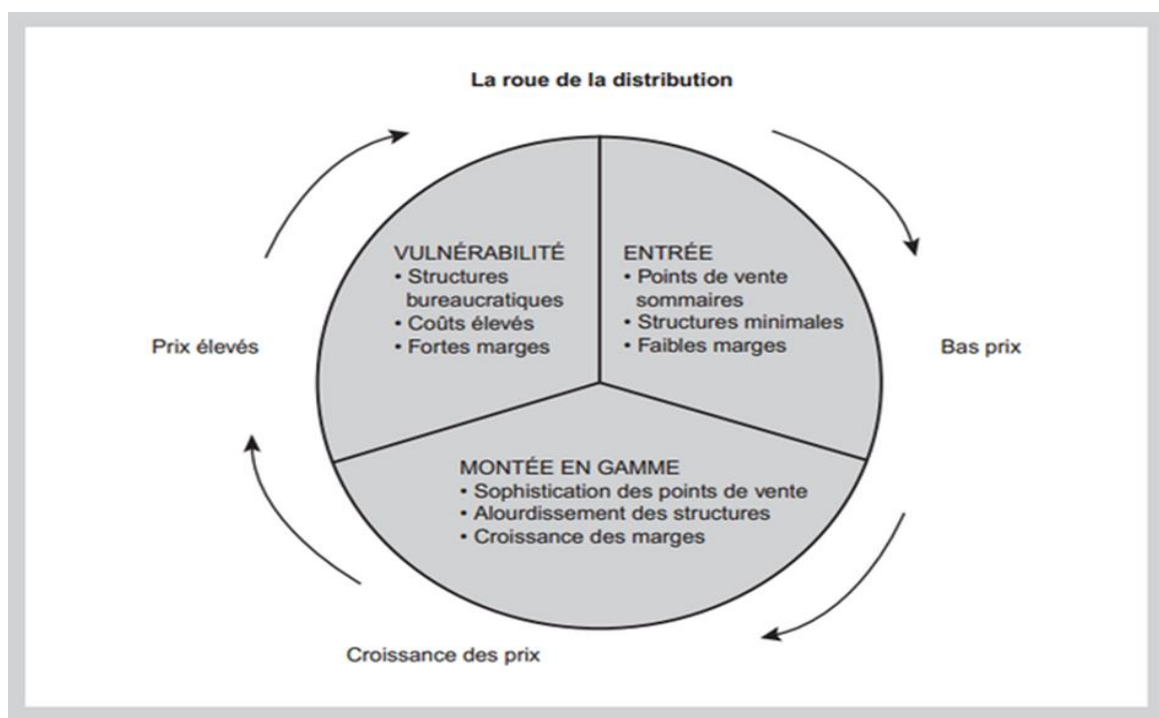 La roue de la distribution
VULNÉRABILITÉ
• Structures
bureaucratiques
• Coûts élevés
• Fortes marges
ENTRÉE
• Points de vente
sommaires
• Structures minimales
• Faibles marges
Prix élevés
Bas prix
MONTÉE EN GAMME
• Sophistication des points de vente
• Alourdissement des structures
• Croissance des marges
Croissance des prix